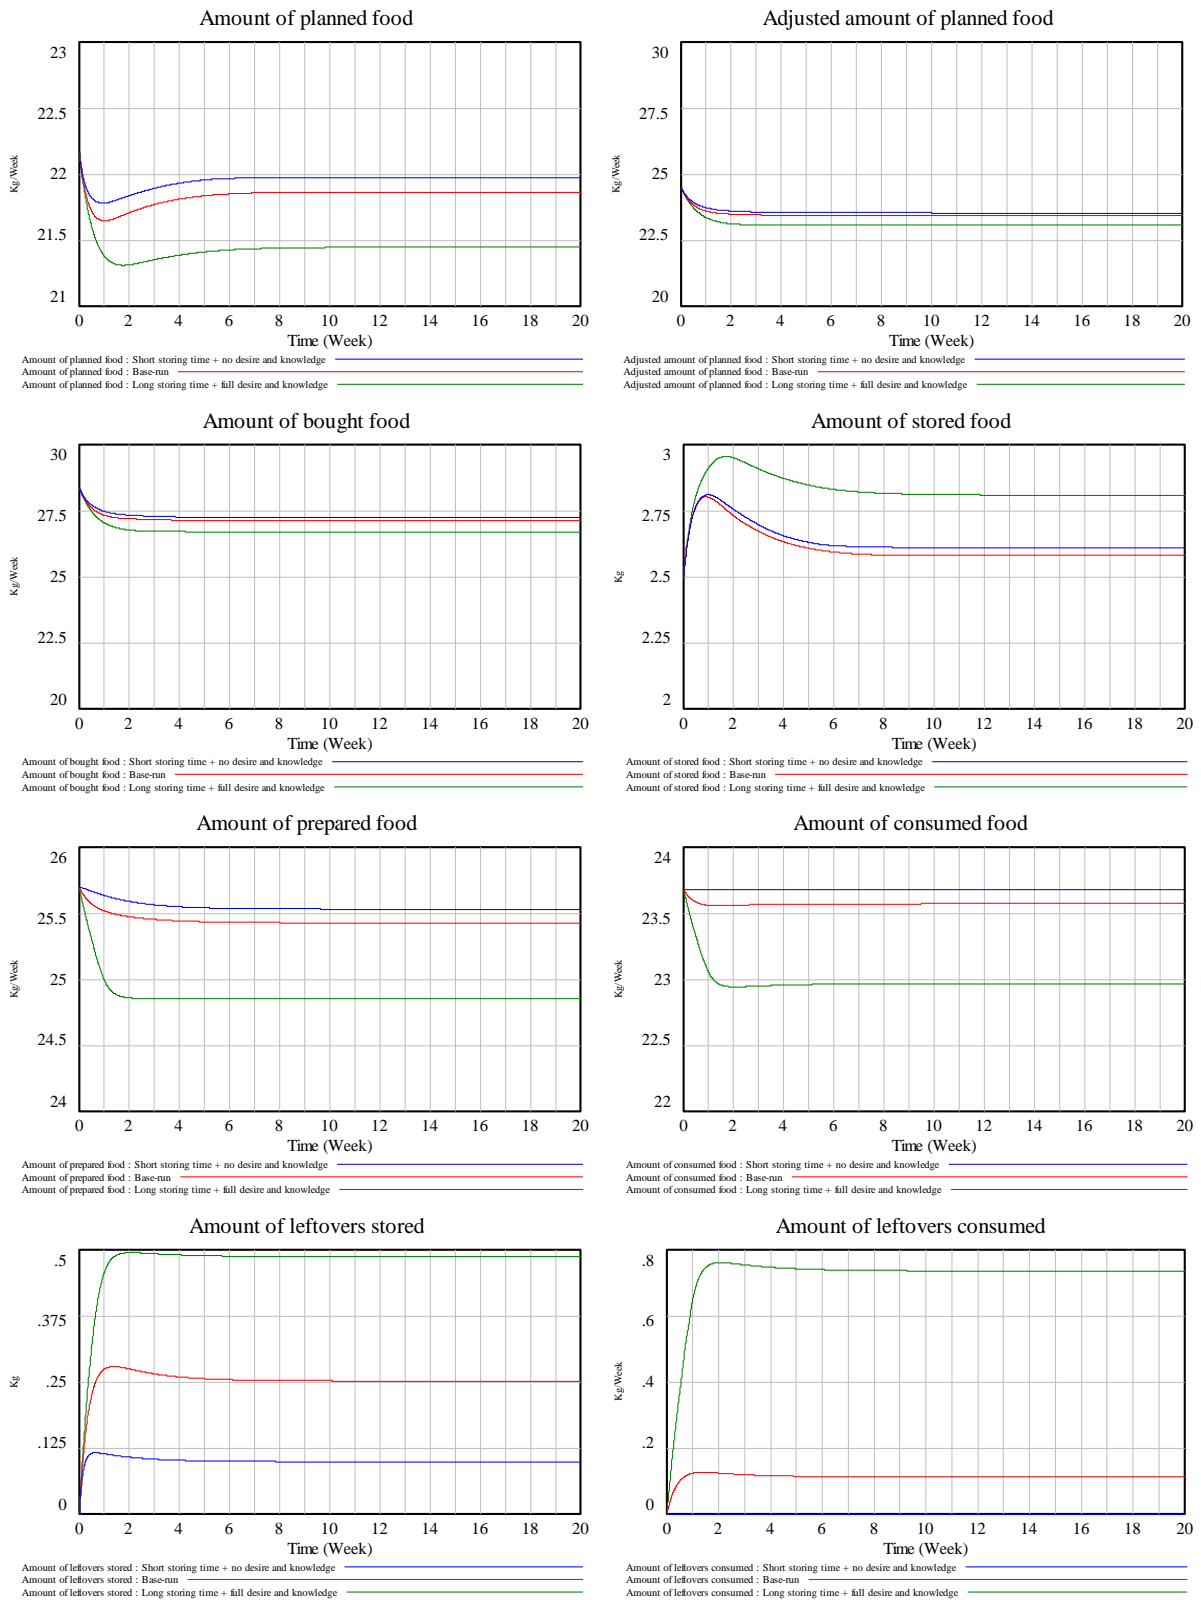 Amount of planned food
23
22.5
22
21.5
21
Kg/Week
0 2 4 6 8 10 12 14 16 18 20
Time (Week)
Amount of planned food : Short storing time + no desire and knowledge
Amount of planned food : Base-run
Amount of planned food : Long storing time + full desire and knowledge
Adjusted amount of planned food
30
27.5
25
22.5
20
Kg/Week
0 2 4 6 8 10 12 14 16 18 20
Time (Week)
Adjusted amount of planned food : Short storing time + no desire and knowledge
Adjusted amount of planned food : Base-run
Adjusted amount of planned food : Long storing time + full desire and knowledge
Amount of bought food
30
27.5
25
22.5
20
Kg/Week
0 2 4 6 8 10 12 14 16 18 20
Time (Week)
Amount of bought food : Short storing time + no desire and knowledge
Amount of bought food : Base-run
Amount of bought food : Long storing time + full desire and knowledge
Amount of stored food
3
2.75
2.5
2.25
2
Kg
0 2 4 6 8 10 12 14 16 18 20
Time (Week)
Amount of stored food : Short storing time + no desire and knowledge
Amount of stored food : Base-run
Amount of stored food : Long storing time + full desire and knowledge
Amount of prepared food
26
25.5
25
24.5
24
Kg/Week
0 2 4 6 8 10 12 14 16 18 20
Time (Week)
Amount of prepared food : Short storing time + no desire and knowledge
Amount of prepared food : Base-run
Amount of prepared food : Long storing time + full desire and knowledge
Amount of consumed food
24
23.5
23
22.5
22
Kg/Week
0 2 4 6 8 10 12 14 16 18 20
Time (Week)
Amount of consumed food : Short storing time + no desire and knowledge
Amount of consumed food : Base-run
Amount of consumed food : Long storing time + full desire and knowledge
Amount of leftovers stored
.5
.375
.25
.125
0
Kg
0 2 4 6 8 10 12 14 16 18 20
Time (Week)
Amount of leftovers stored : Short storing time + no desire and knowledge
Amount of leftovers stored : Base-run
Amount of leftovers stored : Long storing time + full desire and knowledge
Amount of leftovers consumed
.8
.6
.4
.2
0
Kg/Week
0 2 4 6 8 10 12 14 16 18 20
Time (Week)
Amount of leftovers consumed : Short storing time + no desire and knowledge
Amount of leftovers consumed : Base-run
Amount of leftovers consumed : Long storing time + full desire and knowledge